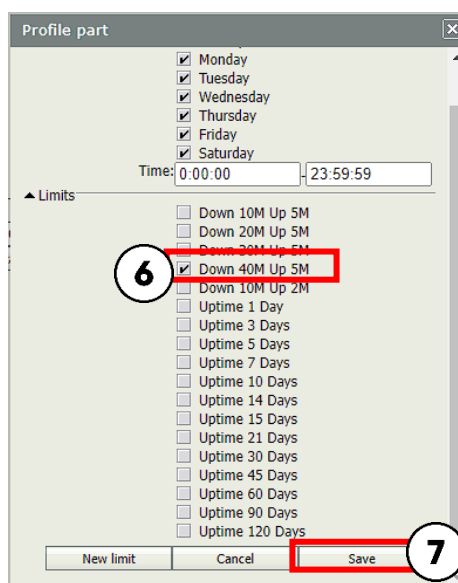 Profile part
Monday
Tuesday
Wednesday
Thursday
Friday
Saturday
Time: 0:00:00 - 23:59:59
Limits
Down 10M Up 5M
Down 20M Up 5M
Down 30M Up 5M
6 Down 40M Up 5M
Down 10M Up 2M
Uptime 1 Day
Uptime 3 Days
Uptime 5 Days
Uptime 7 Days
Uptime 10 Days
Uptime 14 Days
Uptime 15 Days
Uptime 21 Days
Uptime 30 Days
Uptime 45 Days
Uptime 60 Days
Uptime 90 Days
Uptime 120 Days
New limit Cancel Save 7